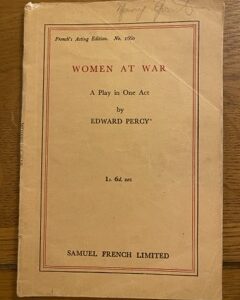 French's Acting Edition. No.
WOMEN AT WAR
A Play in One Act
by
EDWARD PERCY
1s. 6d. net
SAMUEL FRENCH LIMITED